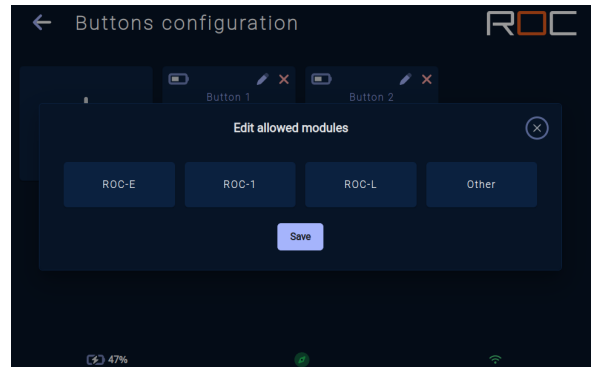 Buttons configuration
ROC
Button 1
Button 2
Edit allowed modules
ROC-E
ROC-1
ROC-L
Other
Save
47%